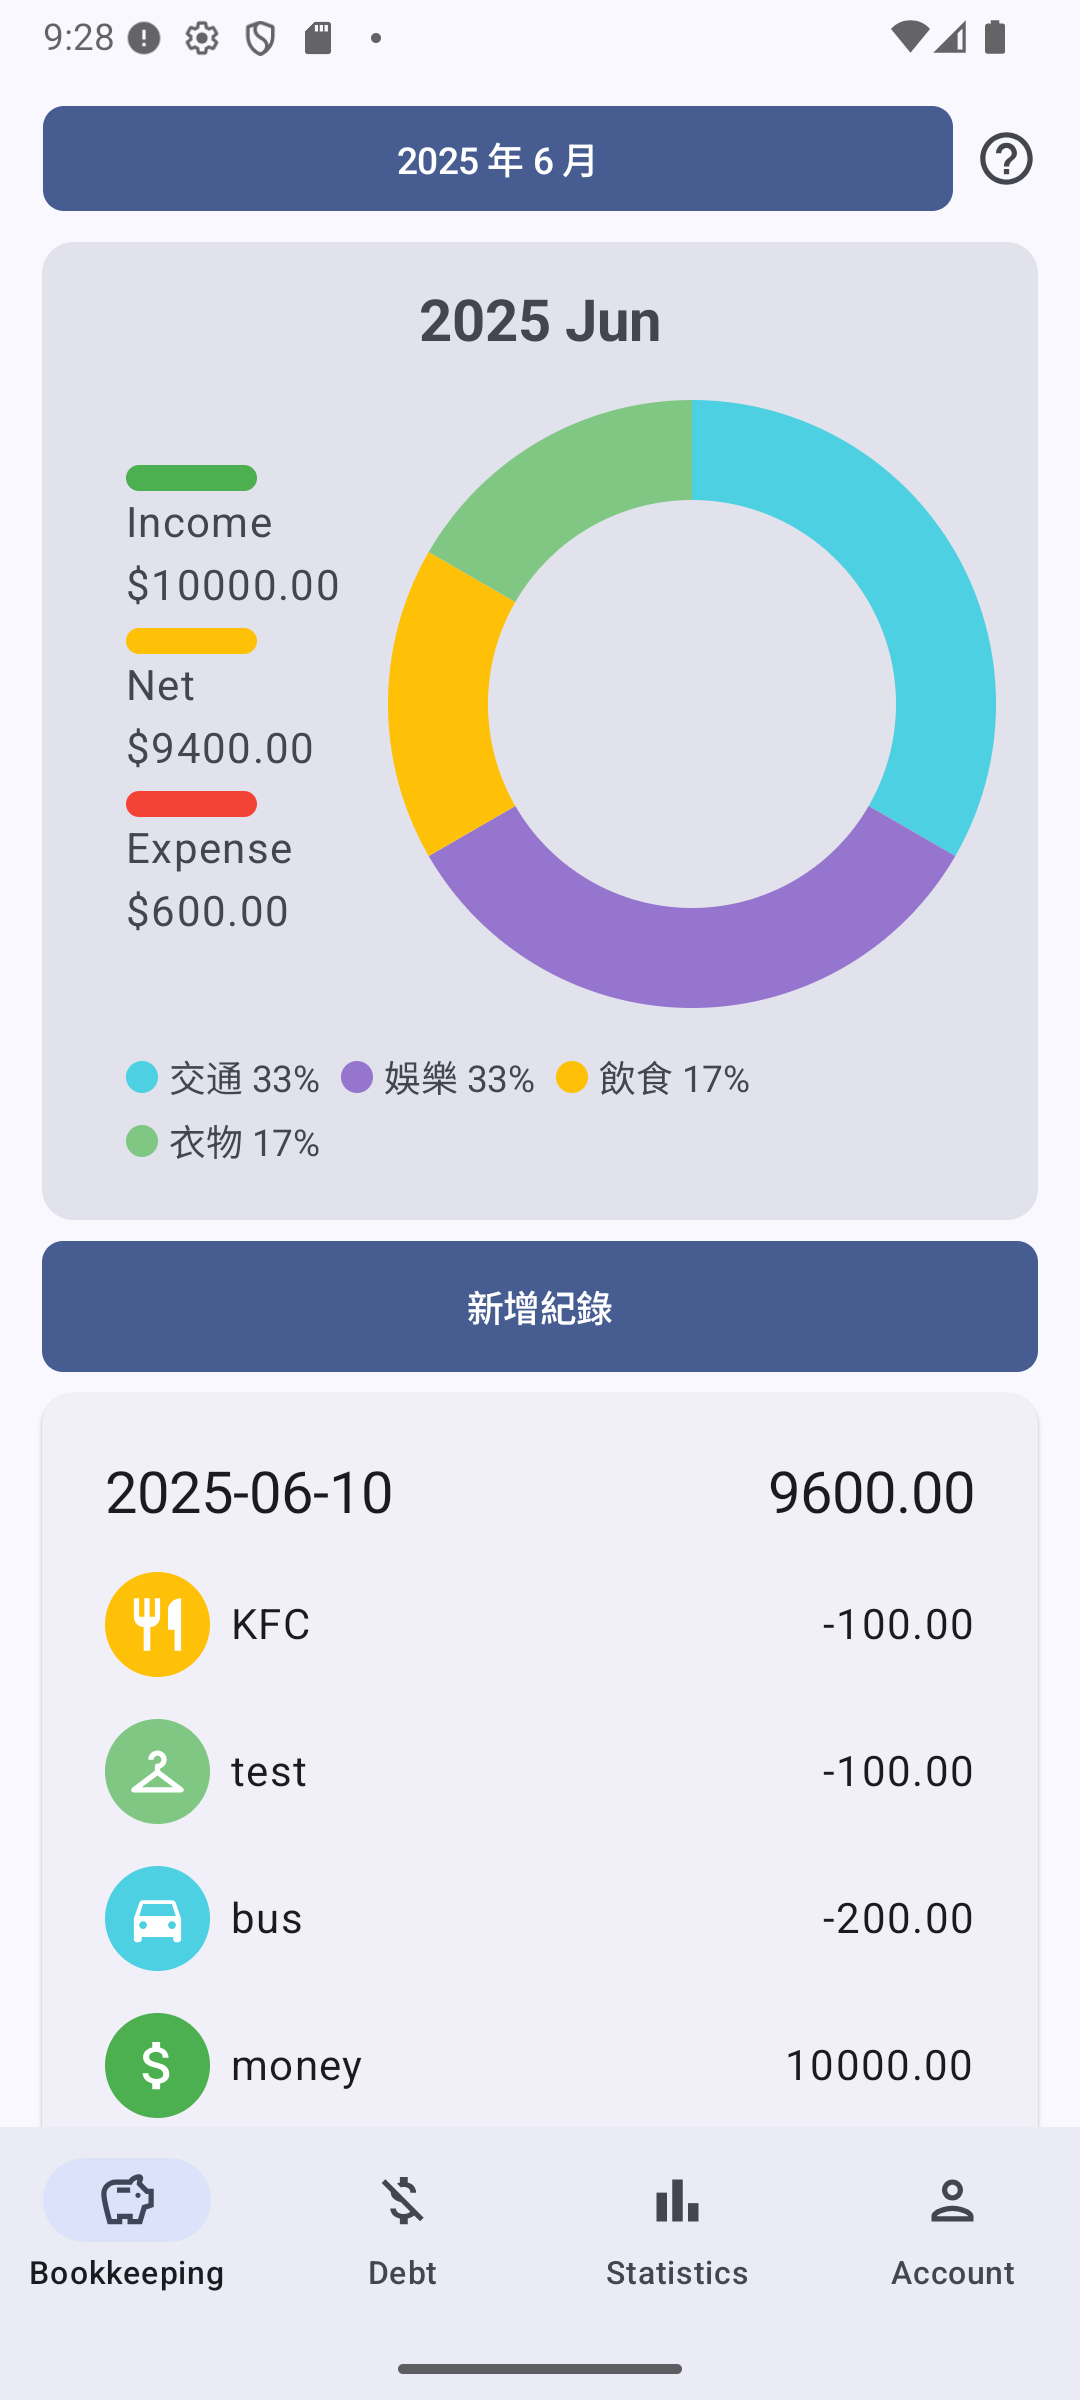 9:28
2025 年 6 月
2025 Jun
Income
$10000.00
Net
$9400.00
Expense
$600.00
交通 33% 娛樂 33% 飲食 17%
衣物 17%
新增紀錄
2025-06-10 9600.00
KFC -100.00
test -100.00
bus -200.00
money 10000.00
Bookkeeping Debt Statistics Account